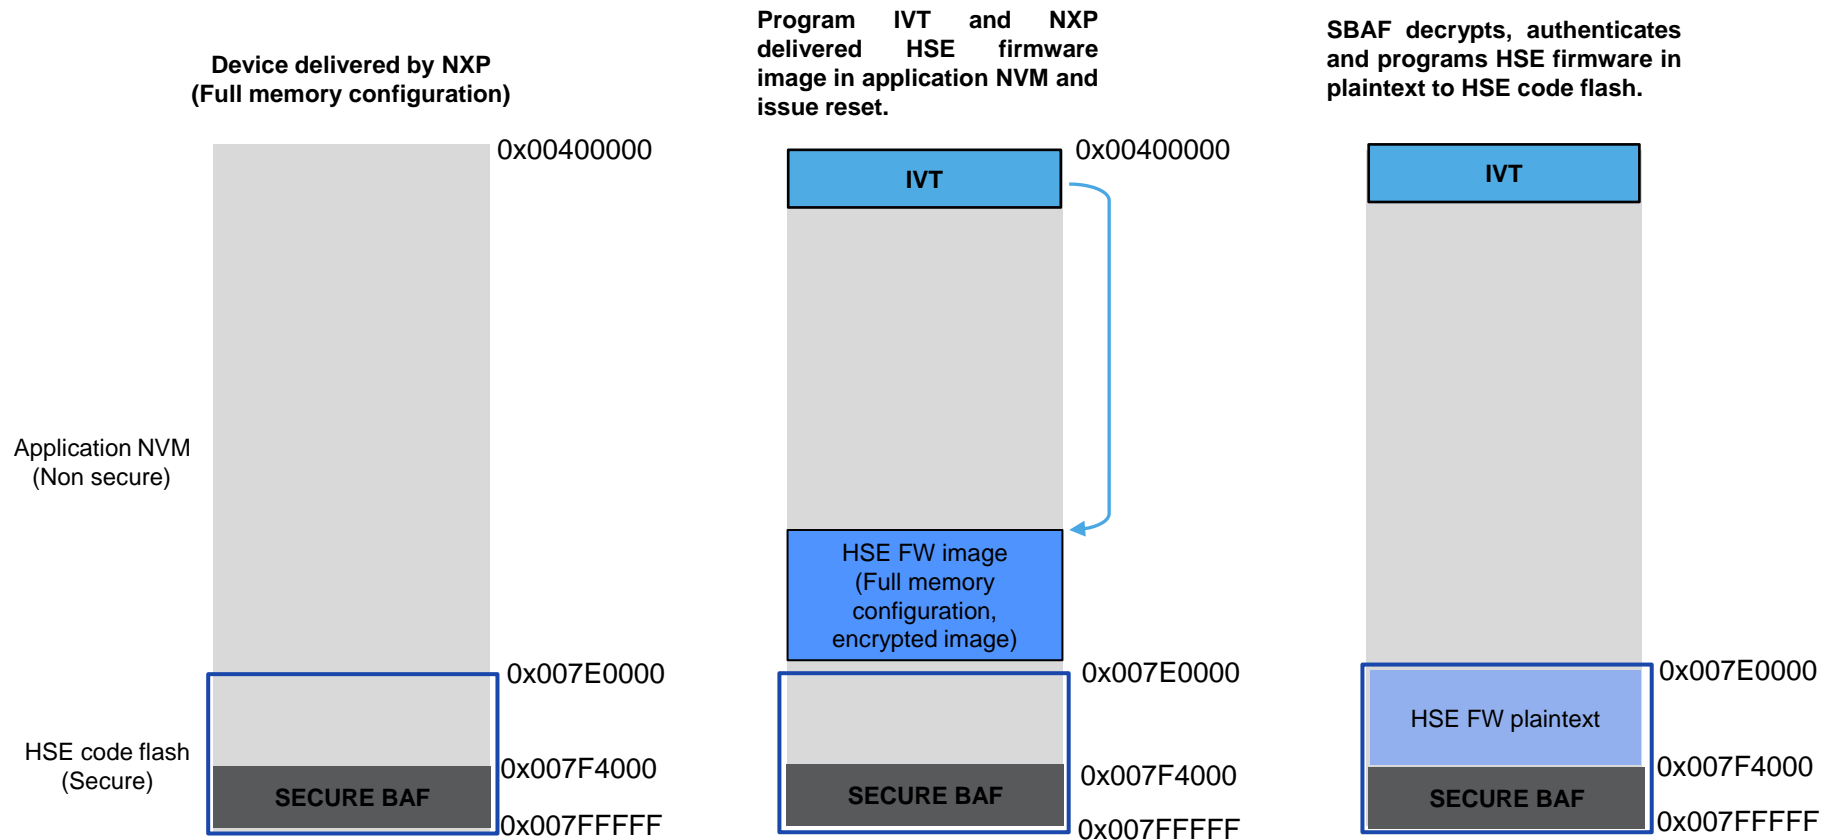 Device delivered by NXP
(Full memory configuration)
0x00400000
Application NVM
(Non secure)
0x007E0000
HSE code flash
(Secure)
0x007F4000
SECURE BAF
0x007FFFFF
Program IVT and NXP
delivered HSE firmware
image in application NVM and
issue reset.
0x00400000
IVT
HSE FW image
(Full memory
configuration,
encrypted image)
0x007E0000
0x007F4000
SECURE BAF
0x007FFFFF
SBAF decrypts, authenticates
and programs HSE firmware in
plaintext to HSE code flash.
IVT
0x007E0000
HSE FW plaintext
0x007F4000
SECURE BAF
0x007FFFFF